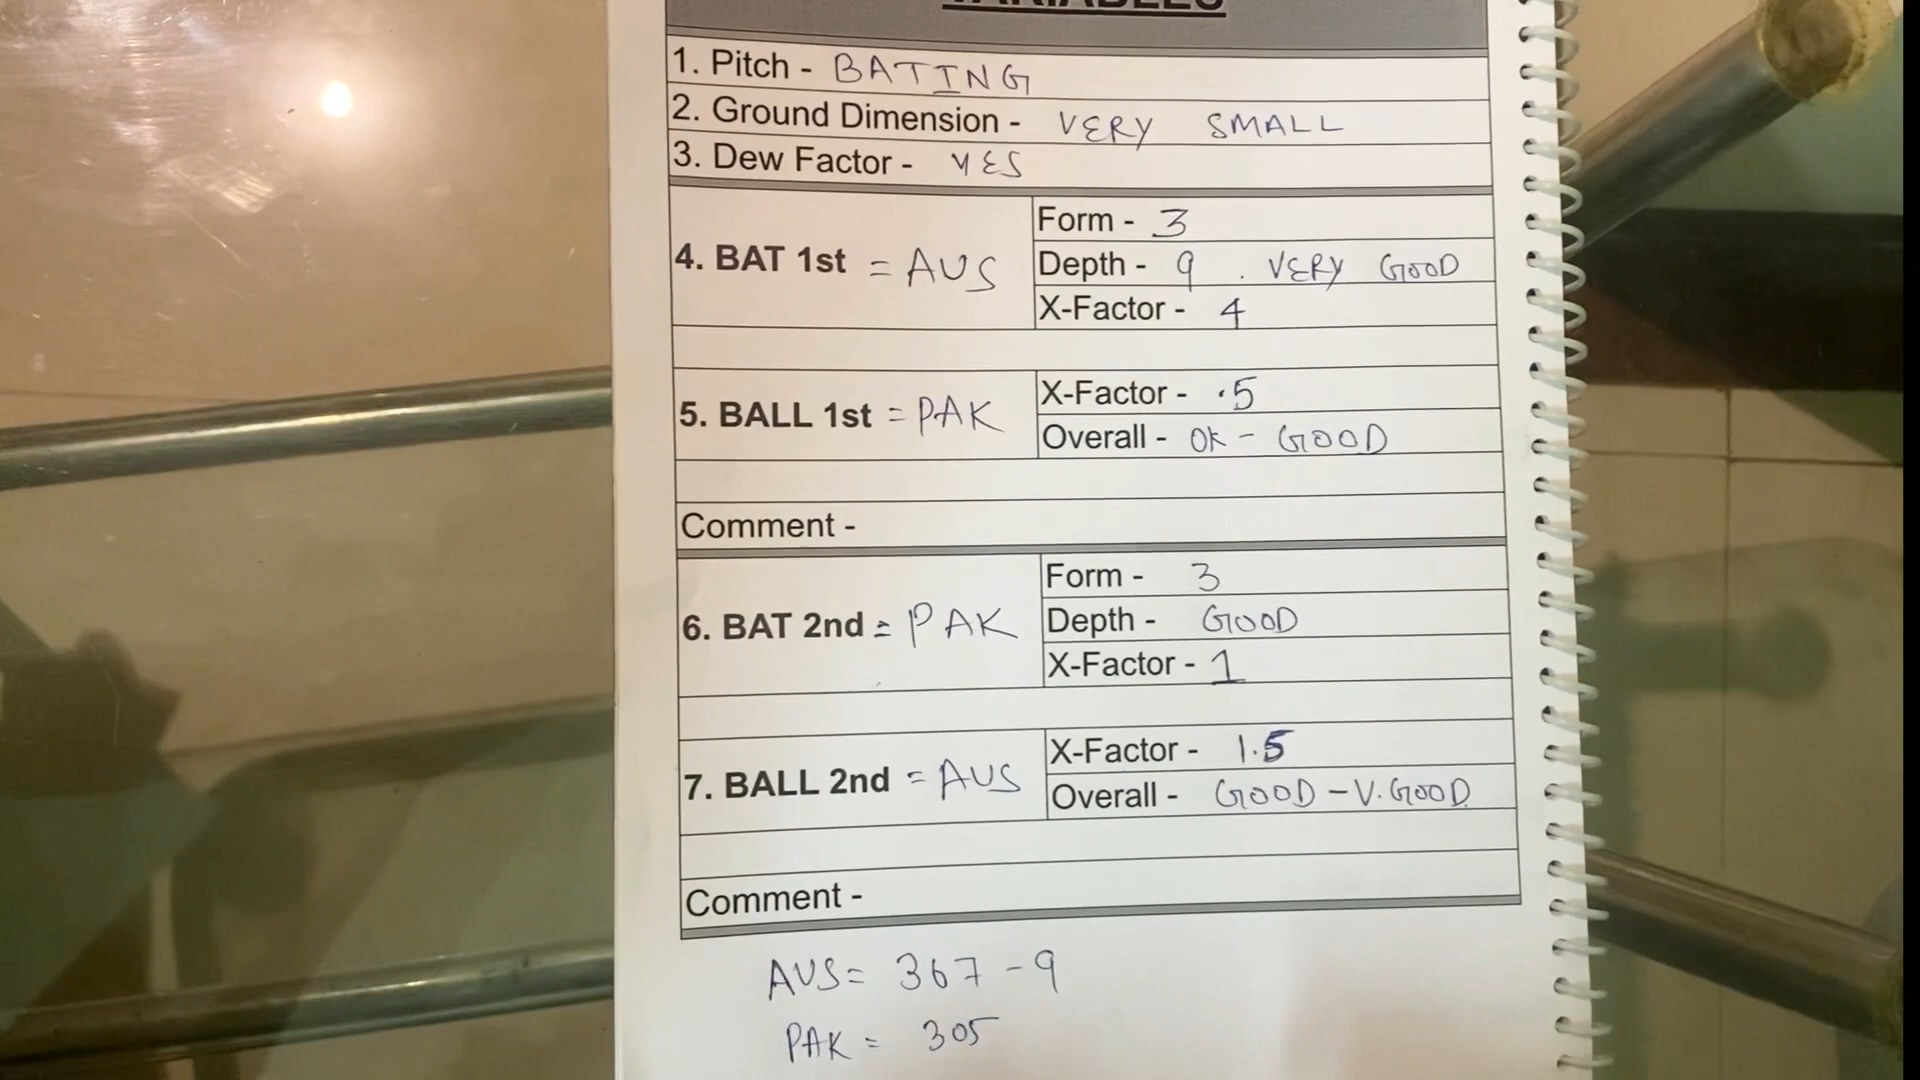 VARIABLES
1. Pitch - BATING
2. Ground Dimension - VERY SMALL
3. Dew Factor - YES
4. BAT 1st = AUS
Form - 3
Depth - 9 . VERY GOOD
X-Factor - 4
5. BALL 1st = PAK
X-Factor - .5
Overall - OK - GOOD
Comment -
6. BAT 2nd = PAK
Form - 3
Depth - GOOD
X-Factor - 1
7. BALL 2nd = AUS
X-Factor - 1.5
Overall - GOOD - V.GOOD
Comment -
AUS = 367 - 9
PAK = 305